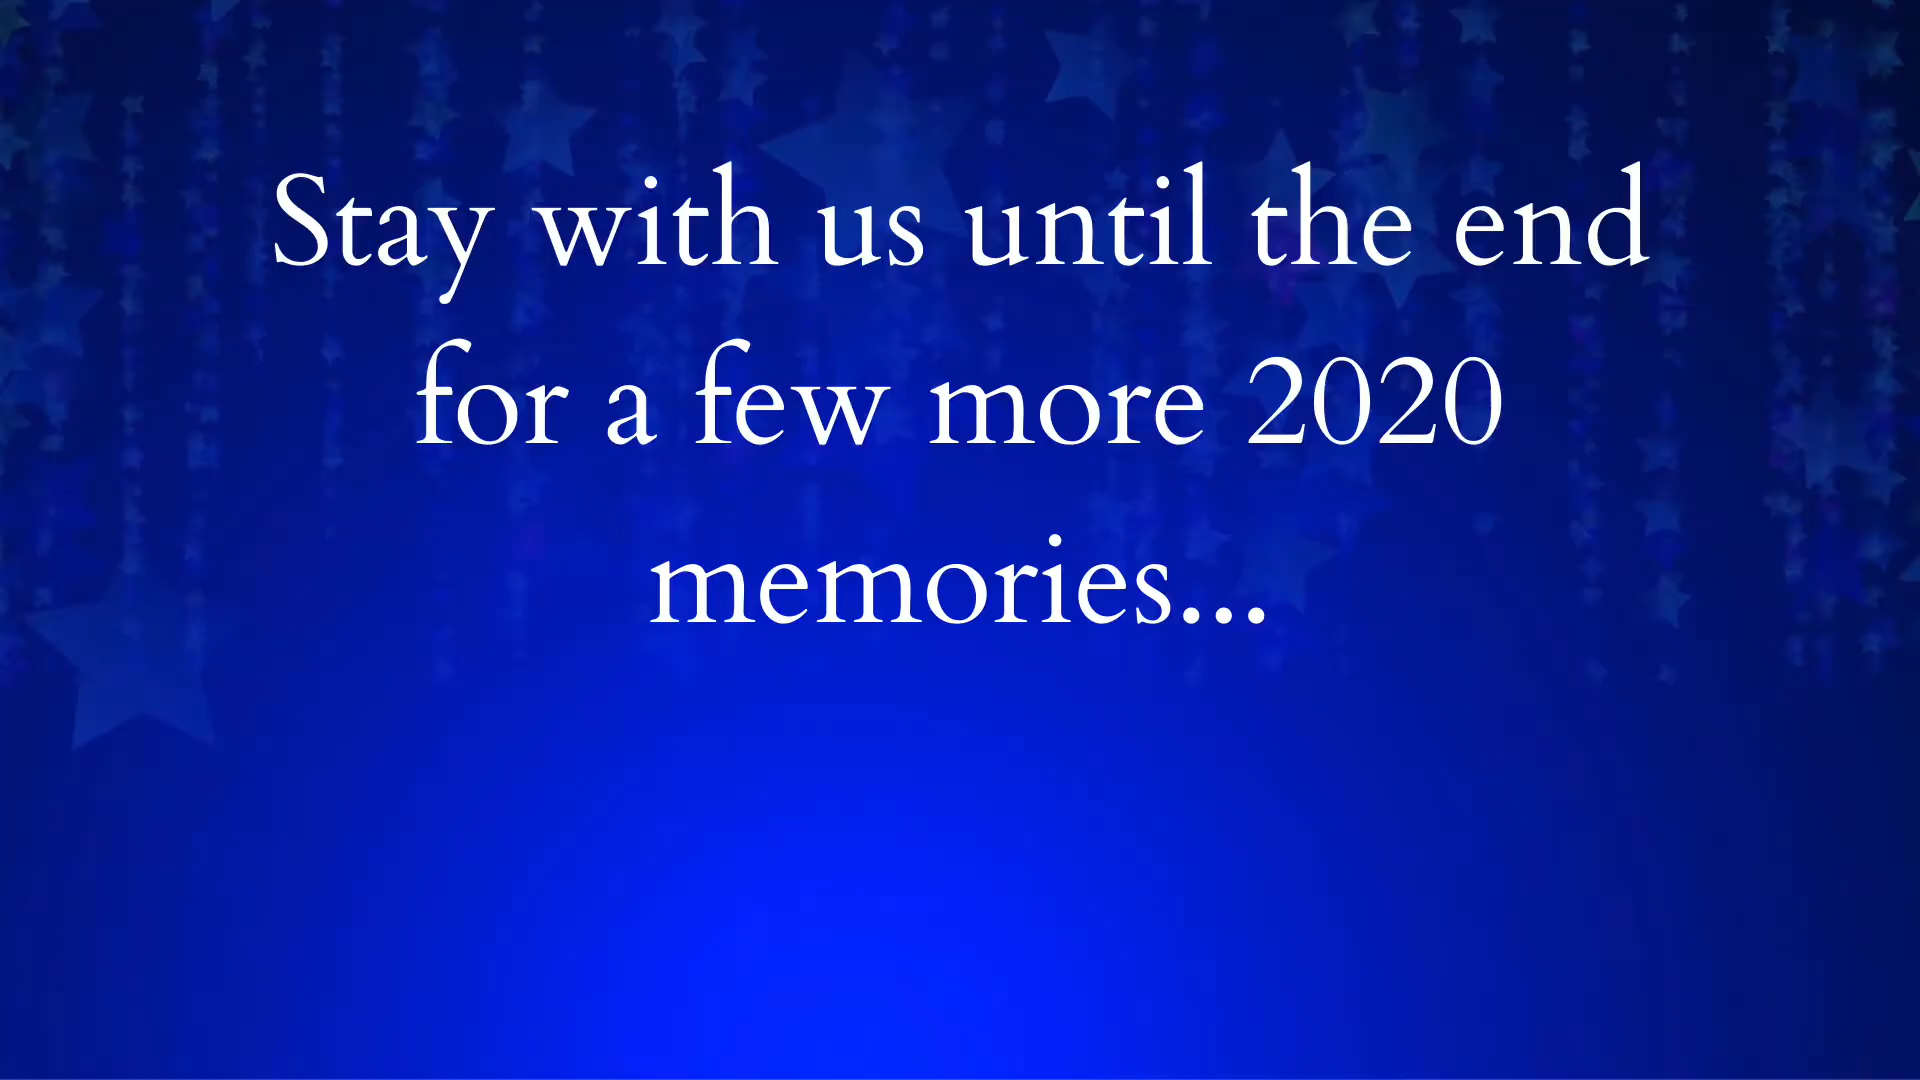 Stay with us until the end
for a few more 2020
memories...